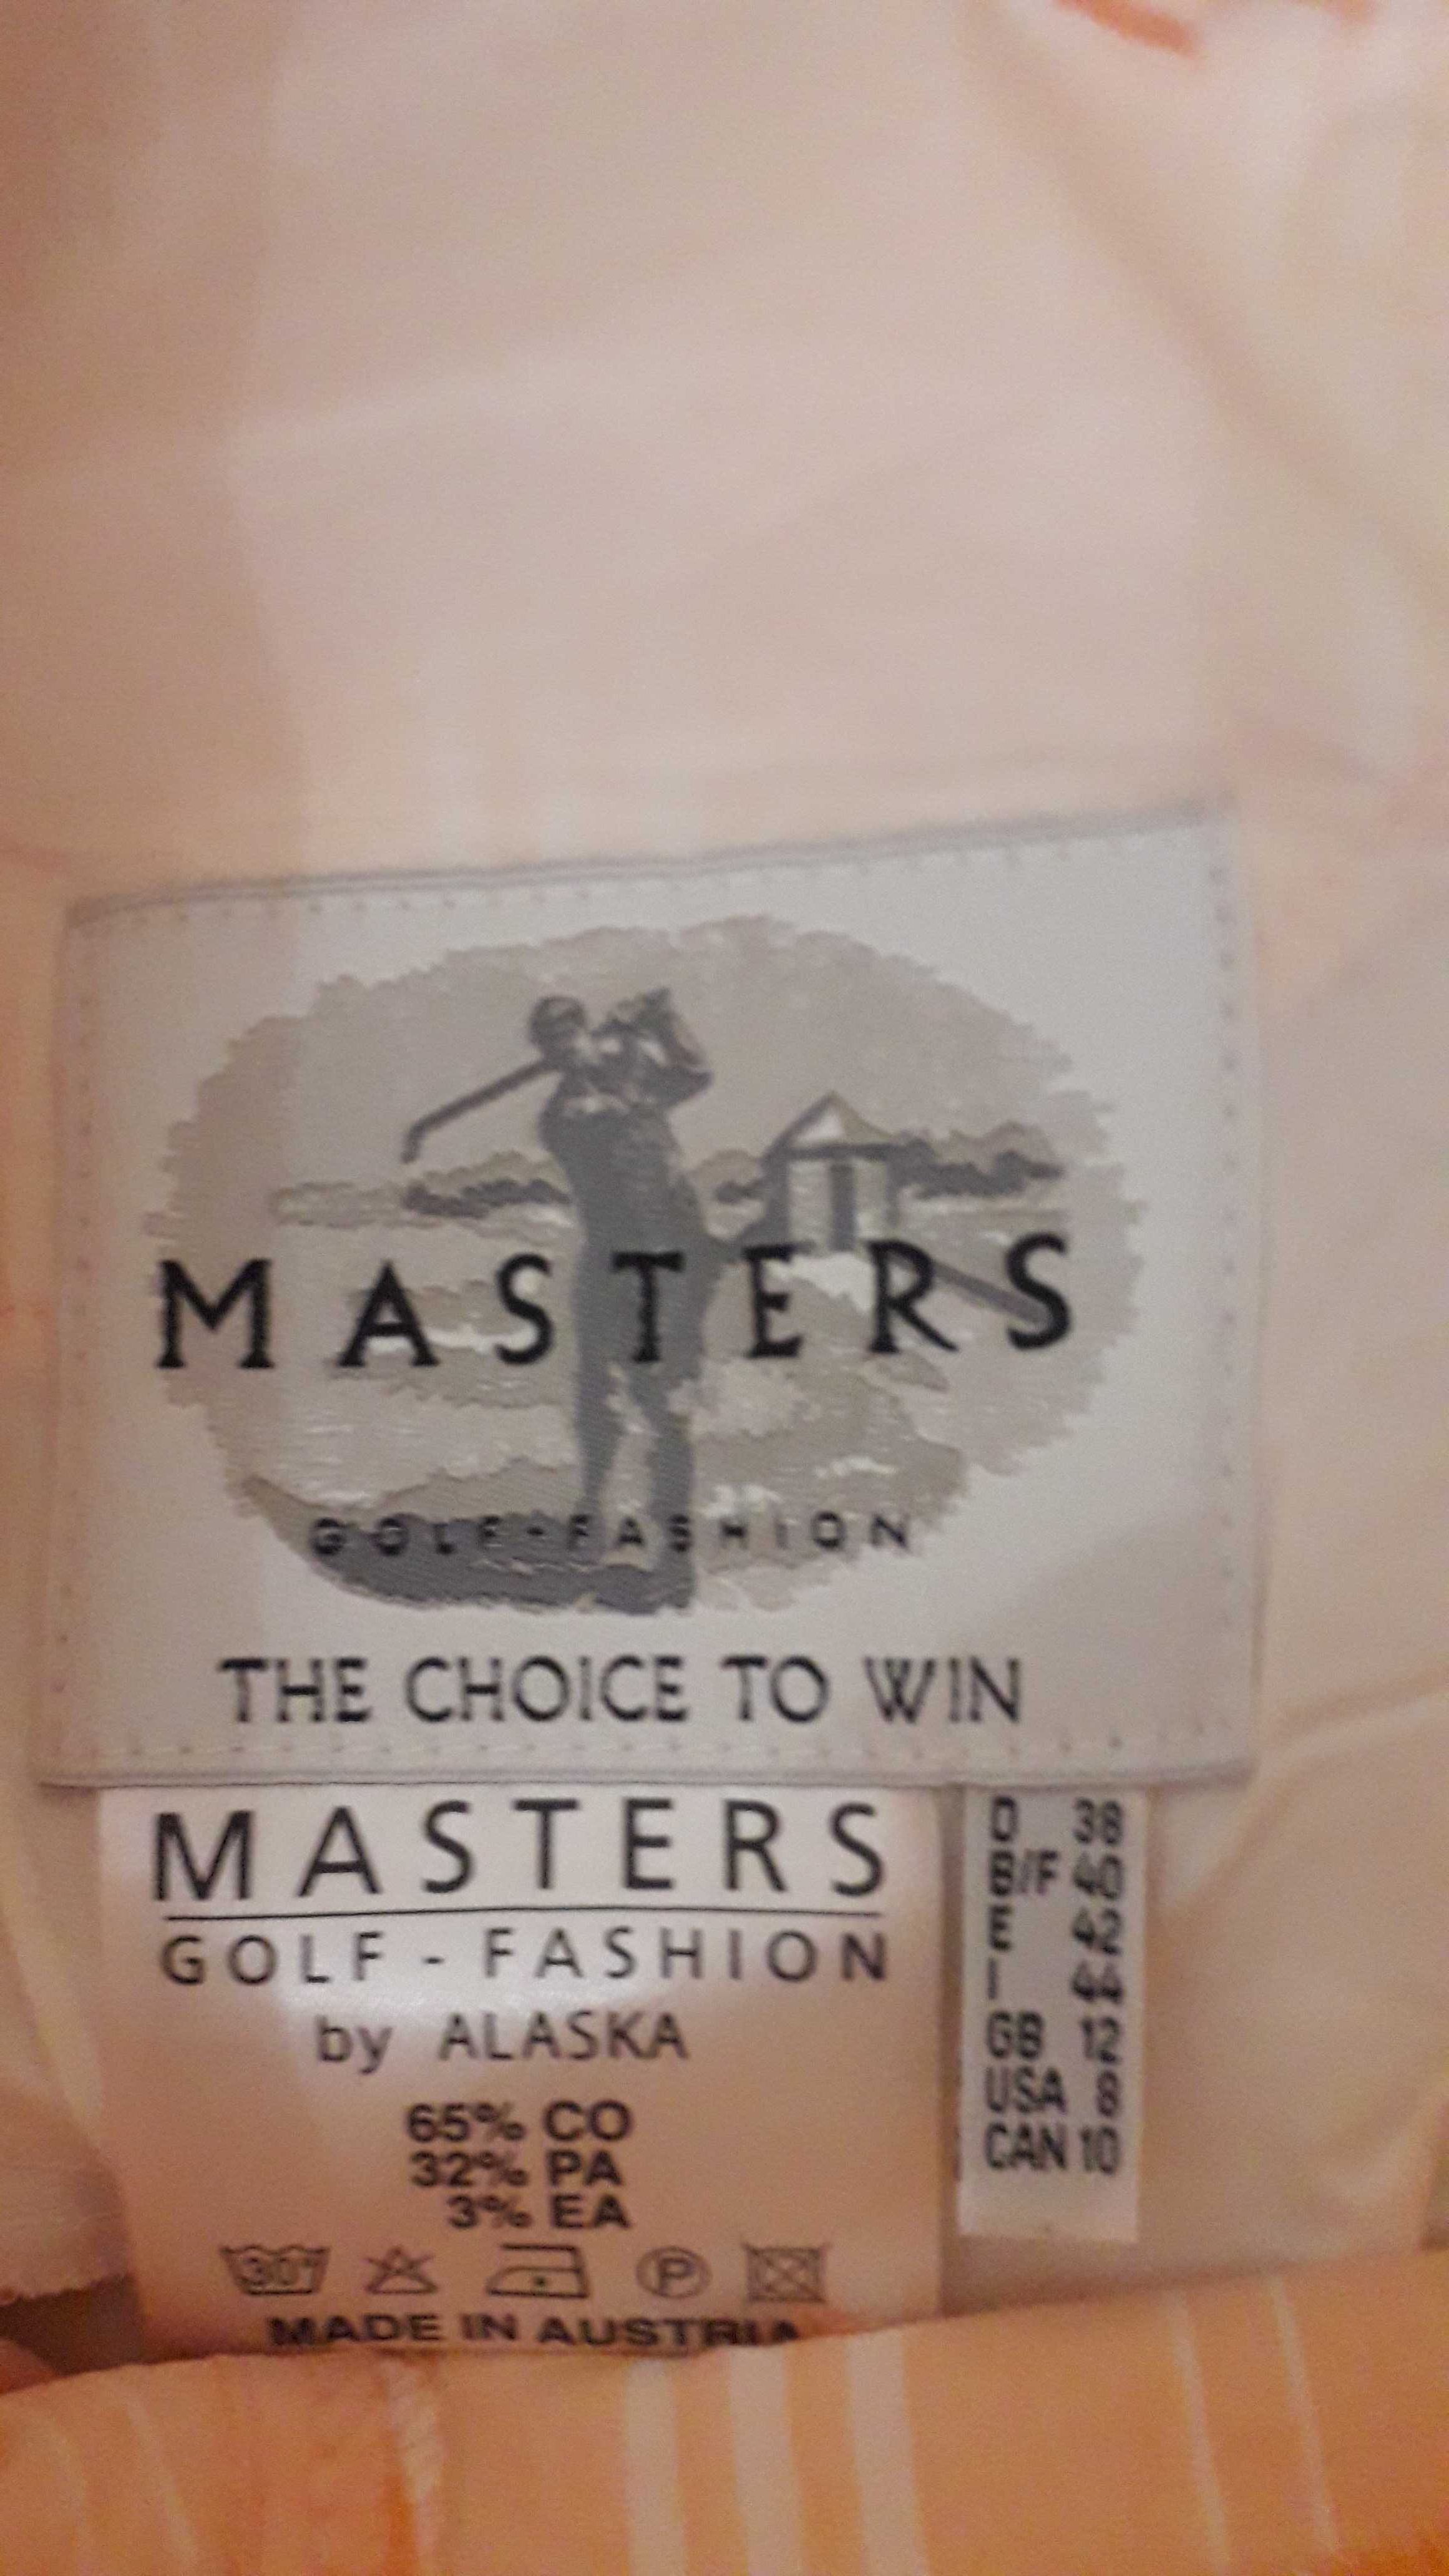 MASTERS
GOLF-FASHION
THE CHOICE TO WIN
MASTERS
GOLF - FASHION
by ALASKA
65% CO
32% PA
3% EA
30°
P
MADE IN AUSTRIA
D 38
B/F 40
E 42
I 44
GB 12
USA 8
CAN 10